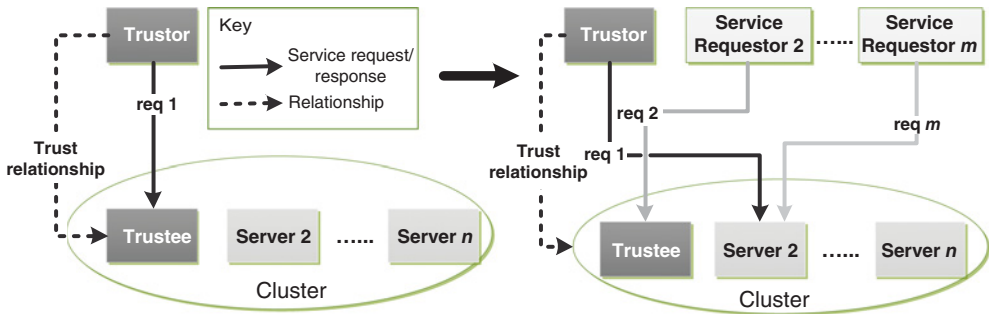 Trustor
Key
Service request/
response
Relationship
req 1
Trust
relationship
Trustee
Server 2
......
Server n
Cluster
Trustor
Service
Requestor 2
......
Service
Requestor m
req 2
req m
req 1
Trust
relationship
Trustee
Server 2
......
Server n
Cluster